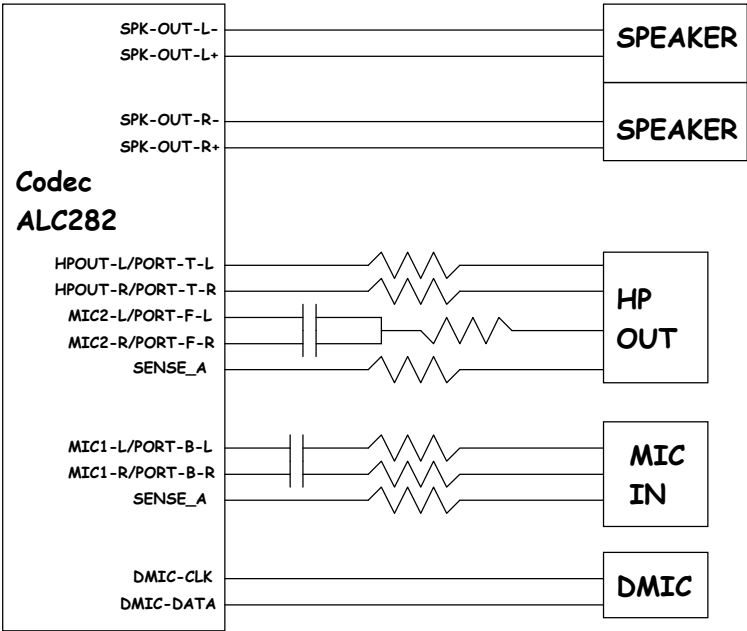 SPK-OUT-L-
SPK-OUT-L+
SPEAKER
SPK-OUT-R-
SPK-OUT-R+
SPEAKER
Codec
ALC282
HPOUT-L/PORT-T-L
HPOUT-R/PORT-T-R
MIC2-L/PORT-F-L
MIC2-R/PORT-F-R
SENSE_A
HP
OUT
MIC1-L/PORT-B-L
MIC1-R/PORT-B-R
SENSE_A
MIC
IN
DMIC-CLK
DMIC-DATA
DMIC